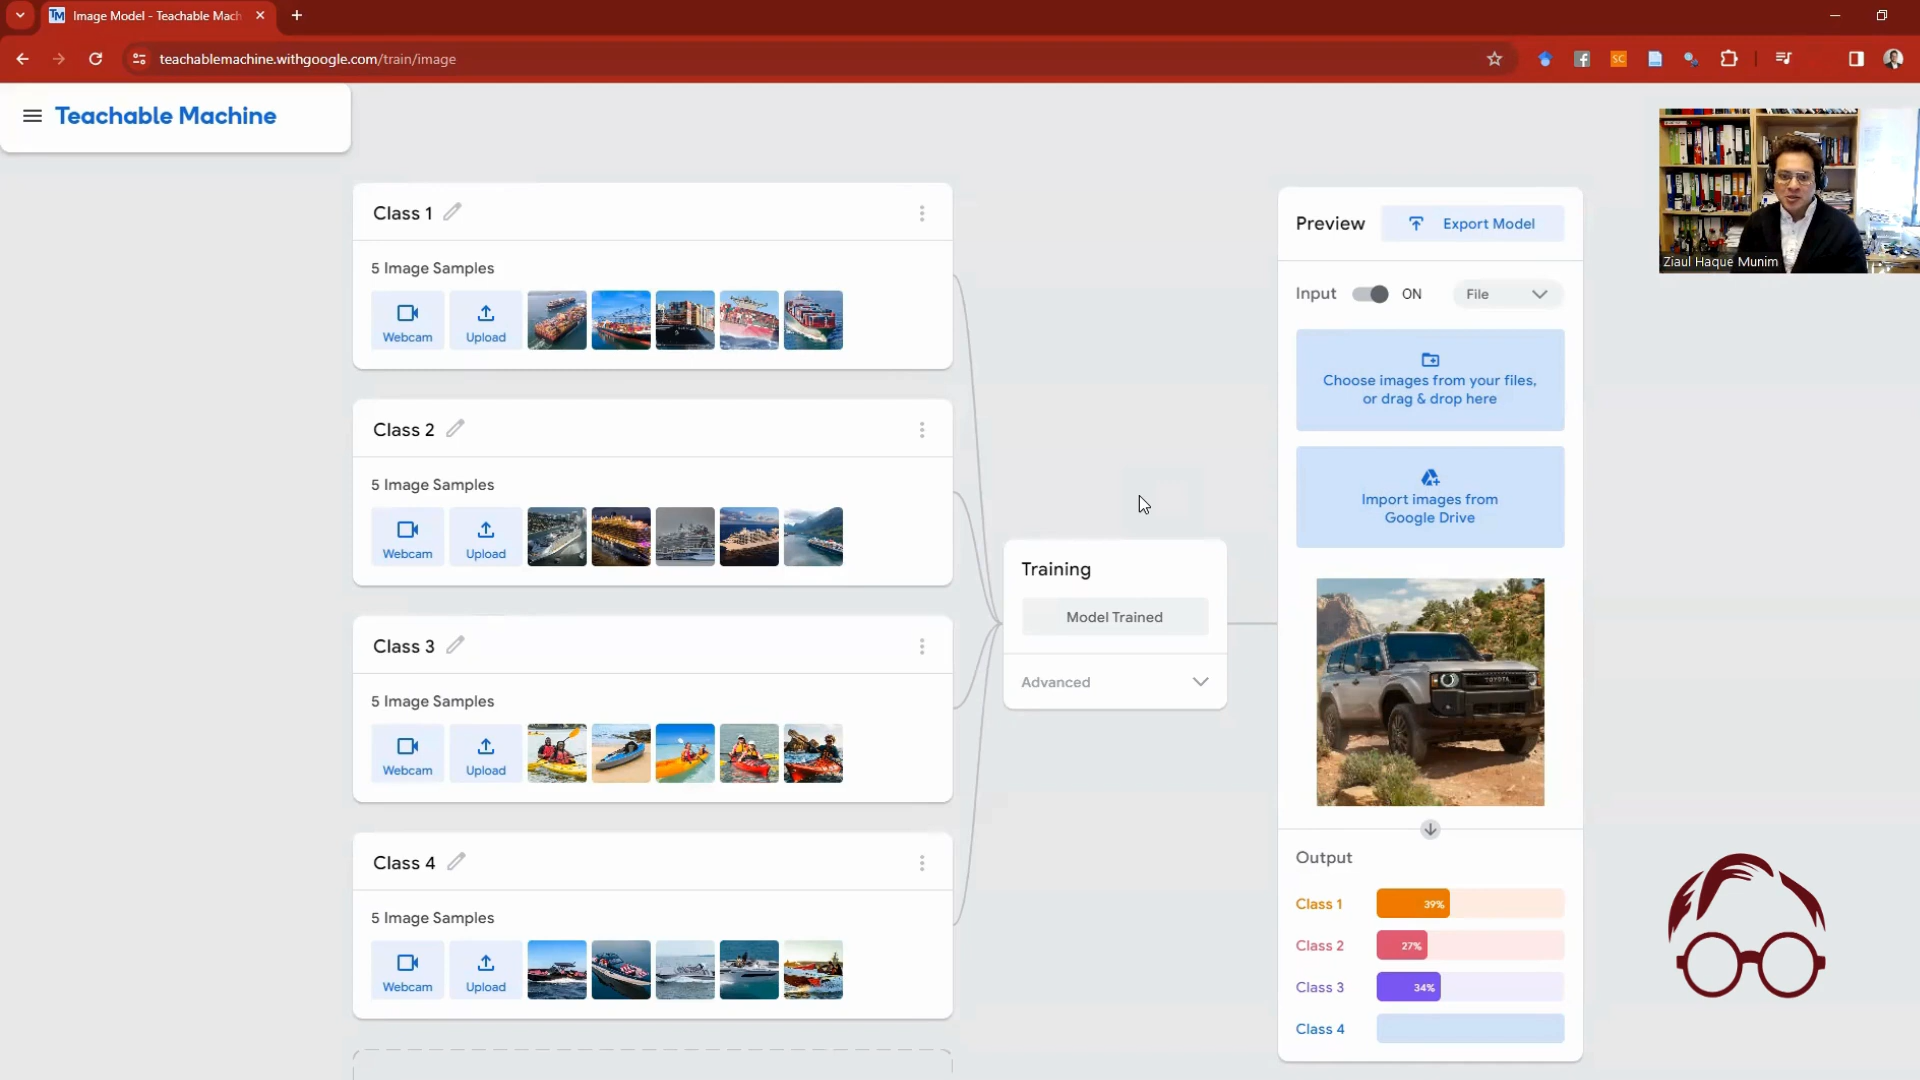 Image Model - Teachable Mach
teachablemachine.withgoogle.com/train/image
SC
Teachable Machine
Class 1
5 Image Samples
Webcam
Upload
Class 2
5 Image Samples
Webcam
Upload
Class 3
5 Image Samples
Webcam
Upload
Class 4
5 Image Samples
Webcam
Upload
Training
Model Trained
Advanced
Preview
Export Model
Input
ON
File
Choose images from your files,
or drag & drop here
Import images from
Google Drive
TOYOTA
Output
Class 1
39%
Class 2
27%
Class 3
34%
Class 4
Ziaul Haque Munim